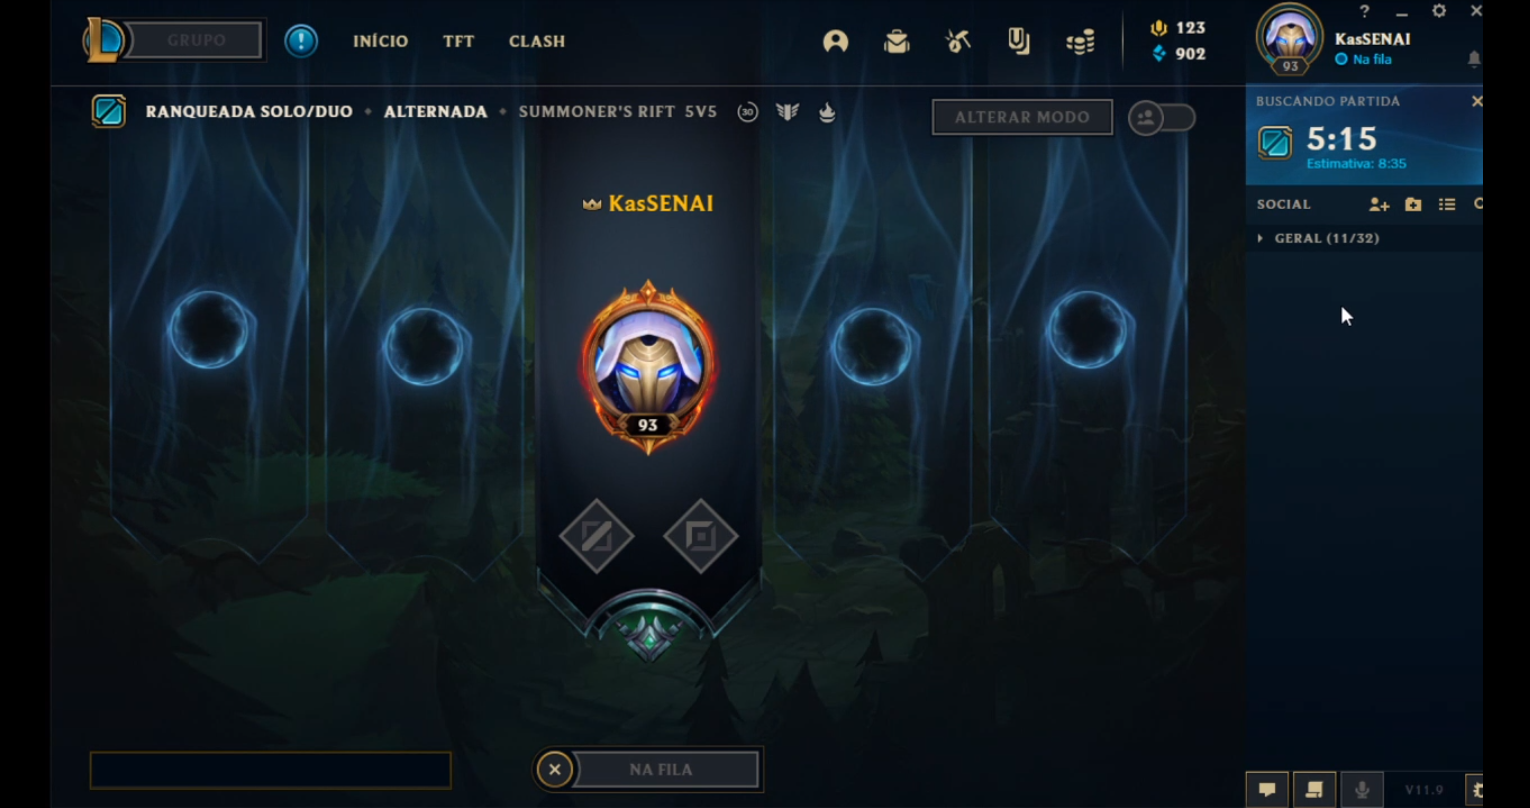 GRUPO
INÍCIO
TFT
CLASH
123
902
?
93
KasSENAI
Na fila
RANQUEADA SOLO/DUO • ALTERNADA • SUMMONER'S RIFT 5V5
30
ALTERAR MODO
BUSCANDO PARTIDA
5:15
Estimativa: 8:35
SOCIAL
GERAL (11/32)
KasSENAI
93
NA FILA
V11.9